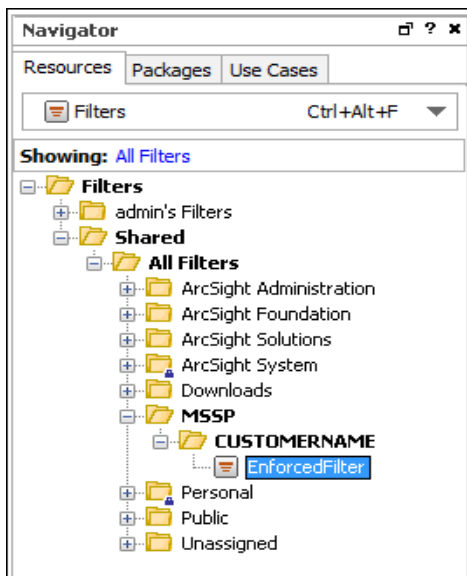 Navigator
Resources Packages Use Cases
Filters Ctrl+Alt+F
Showing: All Filters
Filters
admin's Filters
Shared
All Filters
ArcSight Administration
ArcSight Foundation
ArcSight Solutions
ArcSight System
Downloads
MSSP
CUSTOMERNAME
EnforcedFilter
Personal
Public
Unassigned